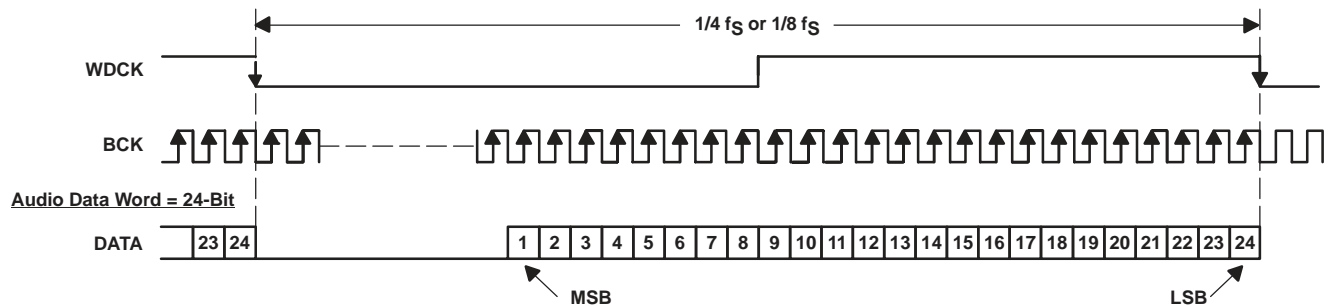 1/4 fS or 1/8 fS
WDCK
BCK
Audio Data Word = 24-Bit
DATA 23 24 1 2 3 4 5 6 7 8 9 10 11 12 13 14 15 16 17 18 19 20 21 22 23 24
MSB LSB